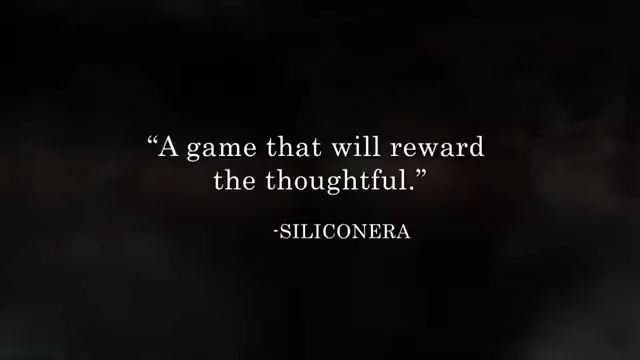 “A game that will reward
the thoughtful.”
-SILICONERA